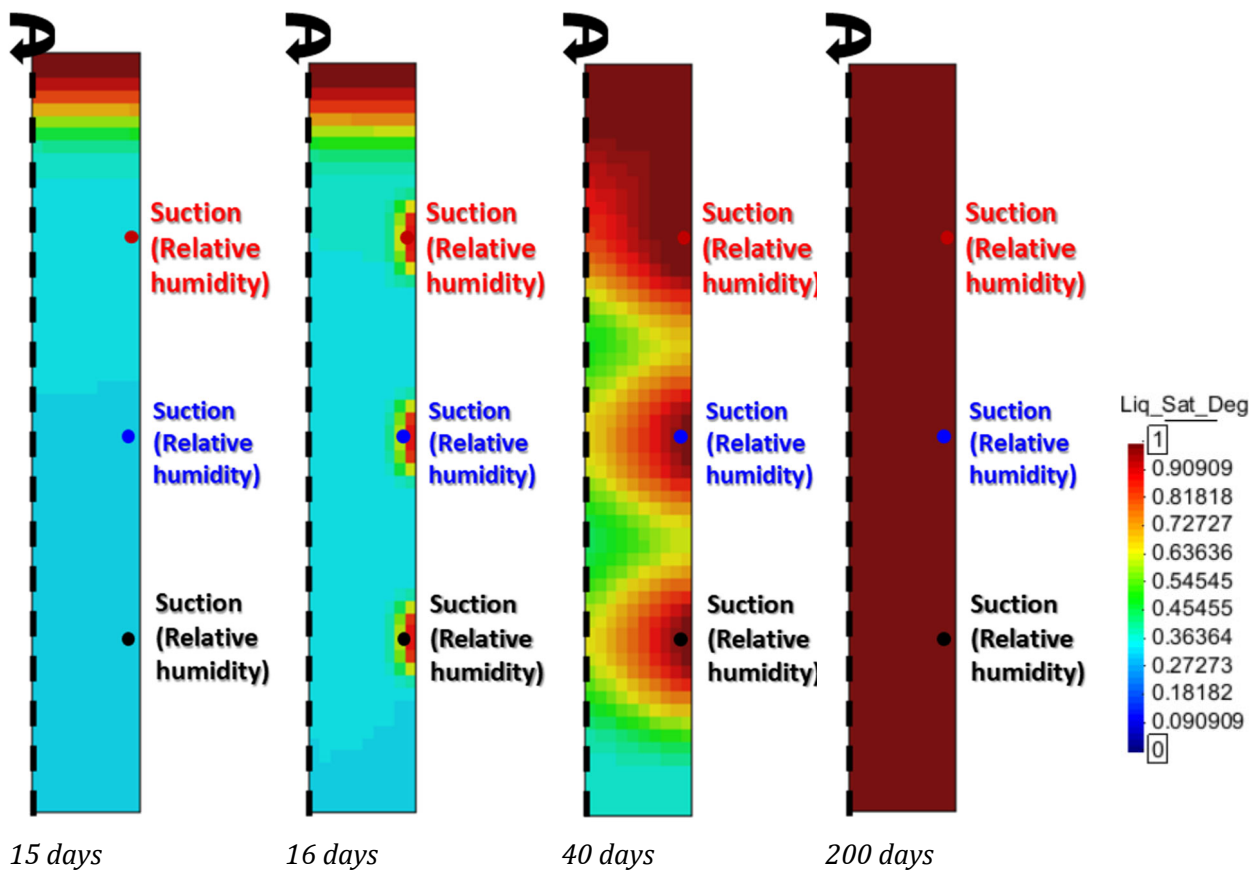 Suction
(Relative
humidity)
Suction
(Relative
humidity)
Suction
(Relative
humidity)
Suction
(Relative
humidity)
Suction
(Relative
humidity)
Suction
(Relative
humidity)
Suction
(Relative
humidity)
Suction
(Relative
humidity)
Suction
(Relative
humidity)
Suction
(Relative
humidity)
Suction
(Relative
humidity)
Suction
(Relative
humidity)
Liq_Sat_Deg
1
0.90909
0.81818
0.72727
0.63636
0.54545
0.45455
0.36364
0.27273
0.18182
0.090909
0
15 days
16 days
40 days
200 days